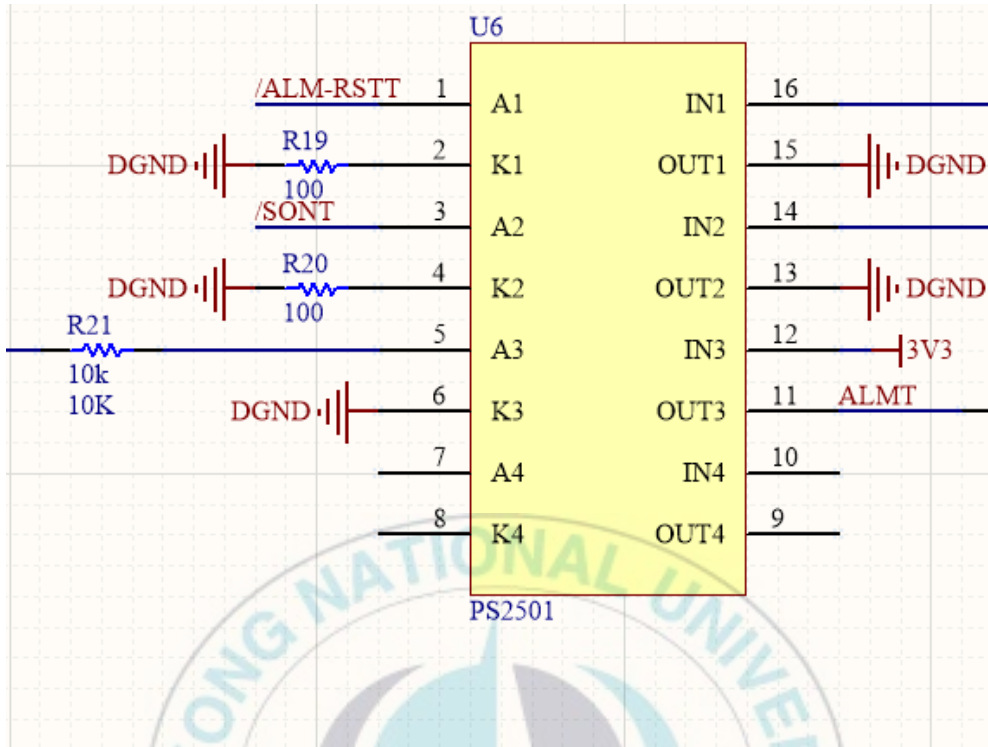 U6
/ALM-RSTT 1 A1 IN1 16
R19
DGND 2 K1 OUT1 15 DGND
100
/SONT 3 A2 IN2 14
R20
DGND 4 K2 OUT2 13 DGND
100
R21
5 A3 IN3 12 3V3
10k
10K
DGND 6 K3 OUT3 11 ALMT
7 A4 IN4 10
8 K4 OUT4 9
PS2501
ONG NATIONAL UNIVE